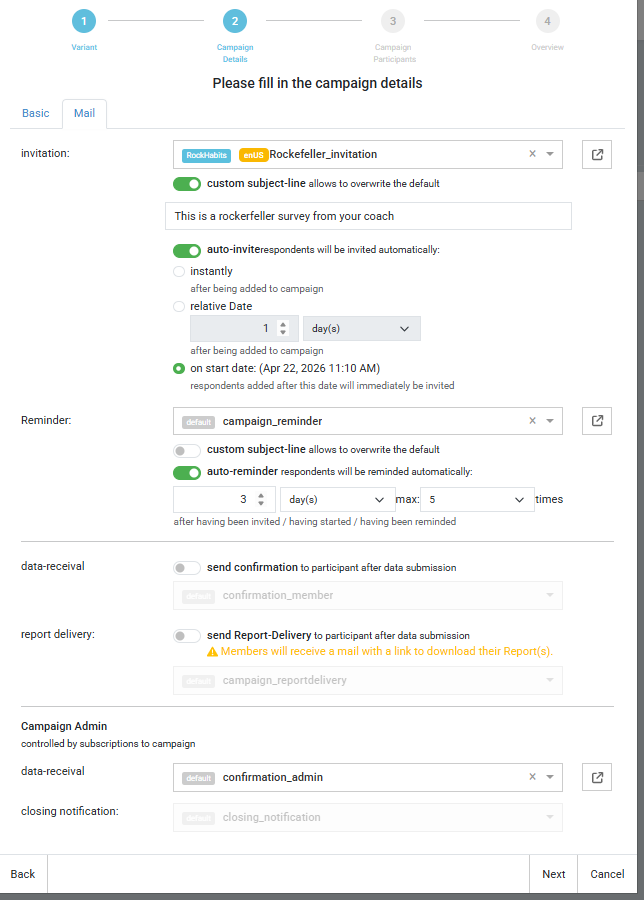 1 2 3 4
Variant Campaign Details Campaign Participants Overview
Please fill in the campaign details
Basic Mail
invitation: RockHabits enUS Rockefeller_invitation ×
custom subject-line allows to overwrite the default
This is a rockerfeller survey from your coach
auto-inviterespondents will be invited automatically:
instantly
after being added to campaign
relative Date
1 day(s)
after being added to campaign
on start date: (Apr 22, 2026 11:10 AM)
respondents added after this date will immediately be invited
Reminder: default campaign_reminder ×
custom subject-line allows to overwrite the default
auto-reminder respondents will be reminded automatically:
3 day(s) max: 5 times
after having been invited / having started / having been reminded
data-receival send confirmation to participant after data submission
default confirmation_member
report delivery: send Report-Delivery to participant after data submission
Members will receive a mail with a link to download their Report(s).
default campaign_reportdelivery
Campaign Admin
controlled by subscriptions to campaign
data-receival default confirmation_admin ×
closing notification: default closing_notification
Back Next Cancel